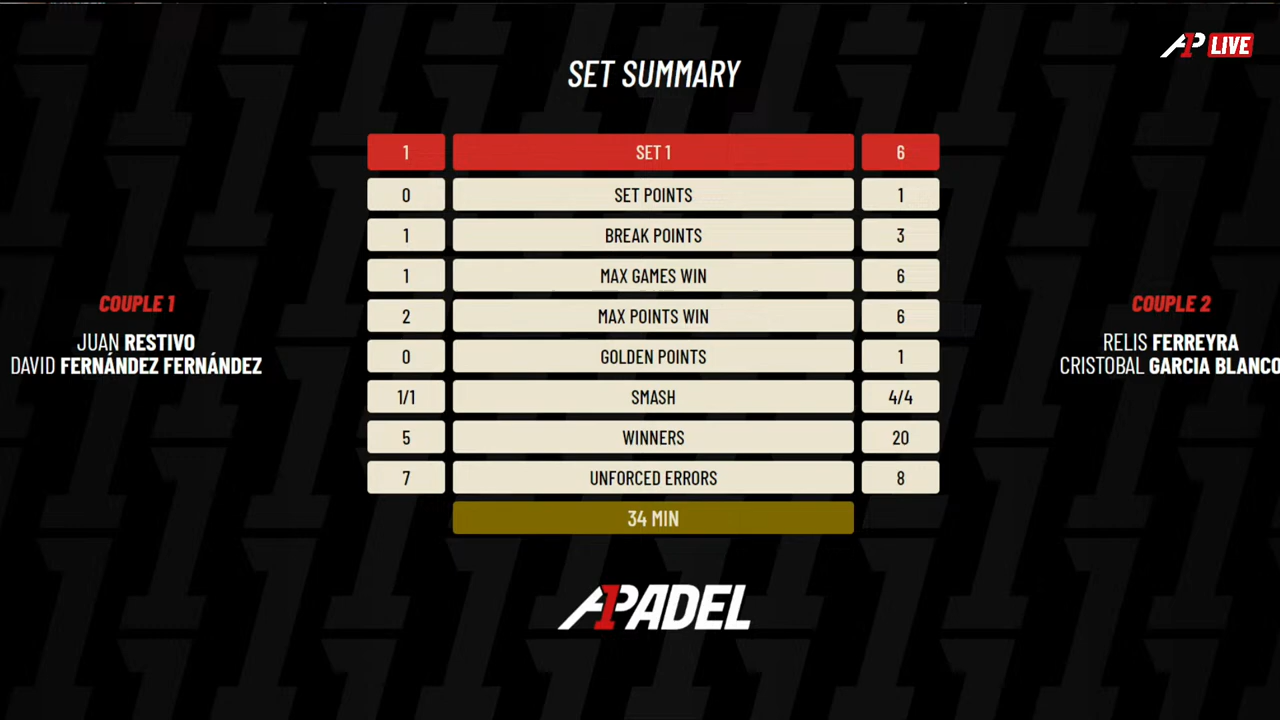 A1P LIVE
SET SUMMARY
1 SET 1 6
0 SET POINTS 1
1 BREAK POINTS 3
1 MAX GAMES WIN 6
2 MAX POINTS WIN 6
0 GOLDEN POINTS 1
1/1 SMASH 4/4
5 WINNERS 20
7 UNFORCED ERRORS 8
34 MIN
COUPLE 1
JUAN RESTIVO
DAVID FERNÁNDEZ FERNÁNDEZ
COUPLE 2
RELIS FERREYRA
CRISTOBAL GARCIA BLANCO
A1PADEL